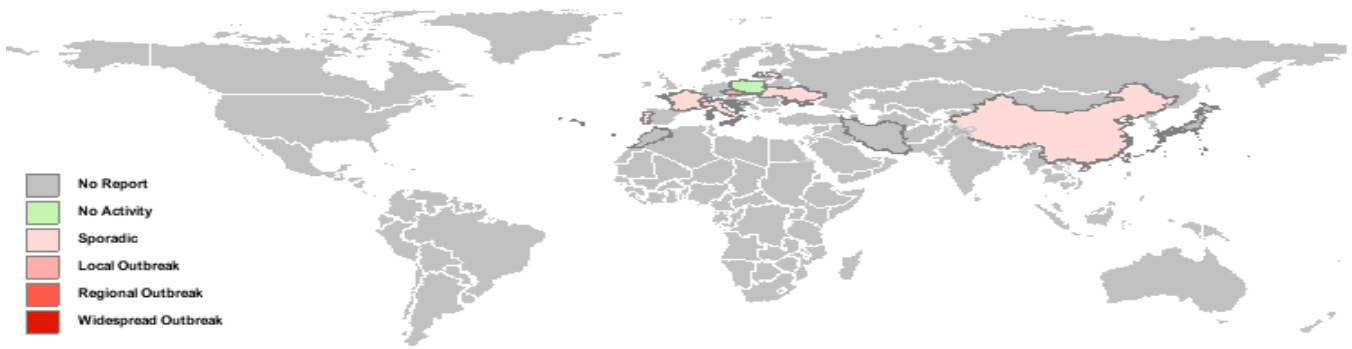 No Report
No Activity
Sporadic
Local Outbreak
Regional Outbreak
Widespread Outbreak